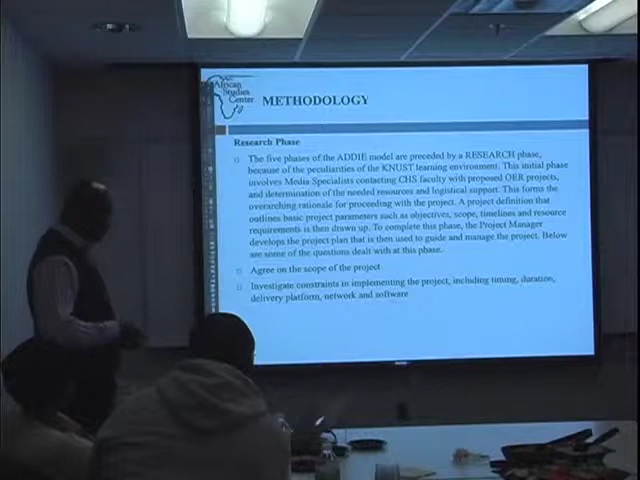 African
Studies
Center
METHODOLOGY
Research Phase
The five phases of the ADDIE model are preceded by a RESEARCH phase,
because of the peculiarities of the KNUST learning environment. This initial phase
involves Media Specialists contacting CHS faculty with proposed OER projects,
and determination of the needed resources and logistical support. This forms the
overarching rationale for proceeding with the project. A project definition that
outlines basic project parameters such as objectives, scope, timelines and resource
requirements is then drawn up. To complete this phase, the Project Manager
develops the project plan that is then used to guide and manage the project. Below
are some of the questions dealt with at this phase.
Agree on the scope of the project
Investigate constraints in implementing the project, including timing, duration,
delivery platform, network and software